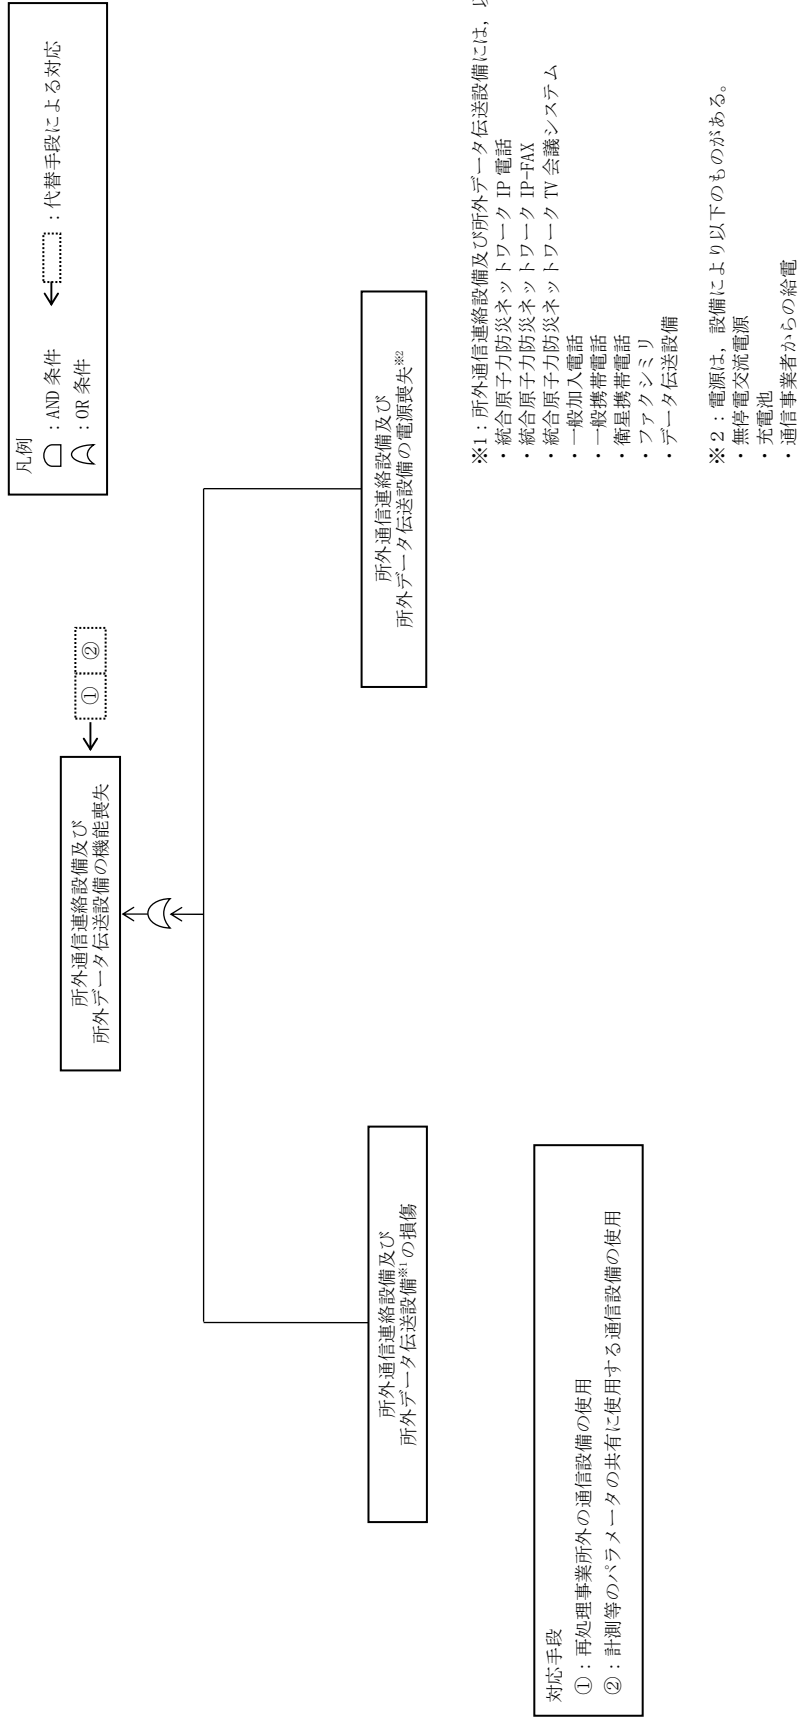 凡例
：AND 条件
：OR 条件
：代替手段による対応
① ②
所外通信連絡設備及び
所外データ伝送設備の機能喪失
所外通信連絡設備及び
所外データ伝送設備※1の損傷
所外通信連絡設備及び
所外データ伝送設備の電源喪失※2
対応手段
①：再処理事業所外の通信設備の使用
②：計測等のパラメータの共有に使用する通信設備の使用
※1：所外通信連絡設備及び所外データ伝送設備には，
・統合原子力防災ネットワーク IP 電話
・統合原子力防災ネットワーク IP-FAX
・統合原子力防災ネットワーク TV 会議システム
・一般加入電話
・一般携帯電話
・衛星携帯電話
・ファクシミリ
・データ伝送設備
※２：電源は，設備により以下のものがある。
・無停電交流電源
・充電池
・通信事業者からの給電